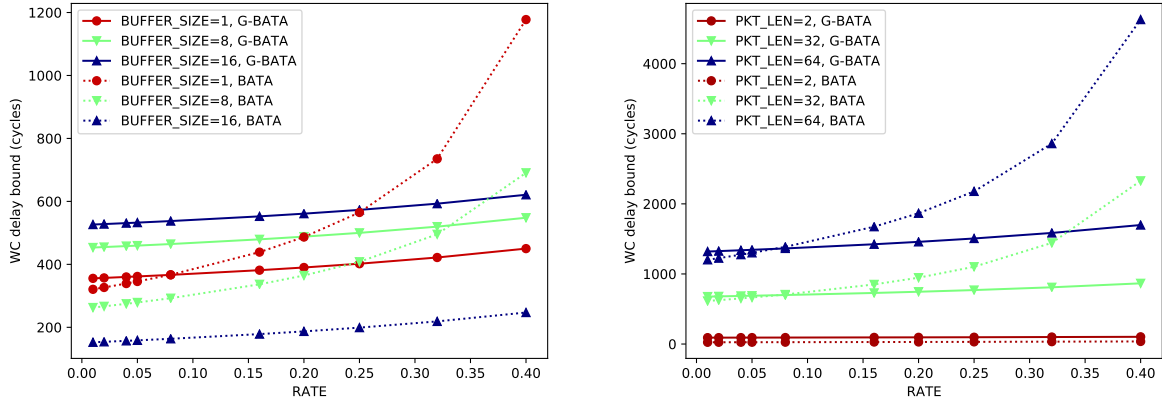 1200
1000
800
600
400
200
WC delay bound (cycles)
BUFFER_SIZE=1, G-BATA
BUFFER_SIZE=8, G-BATA
BUFFER_SIZE=16, G-BATA
BUFFER_SIZE=1, BATA
BUFFER_SIZE=8, BATA
BUFFER_SIZE=16, BATA
0.00 0.05 0.10 0.15 0.20 0.25 0.30 0.35 0.40
RATE
4000
3000
2000
1000
0
WC delay bound (cycles)
PKT_LEN=2, G-BATA
PKT_LEN=32, G-BATA
PKT_LEN=64, G-BATA
PKT_LEN=2, BATA
PKT_LEN=32, BATA
PKT_LEN=64, BATA
0.00 0.05 0.10 0.15 0.20 0.25 0.30 0.35 0.40
RATE